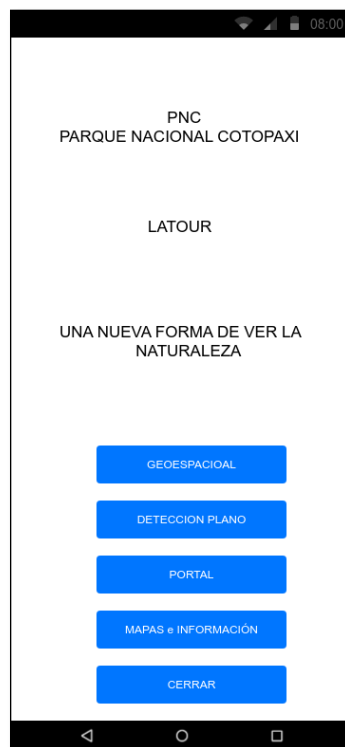 08:00
PNC
PARQUE NACIONAL COTOPAXI
LATOUR
UNA NUEVA FORMA DE VER LA
NATURALEZA
GEOESPACIOAL
DETECCION PLANO
PORTAL
MAPAS e INFORMACIÓN
CERRAR